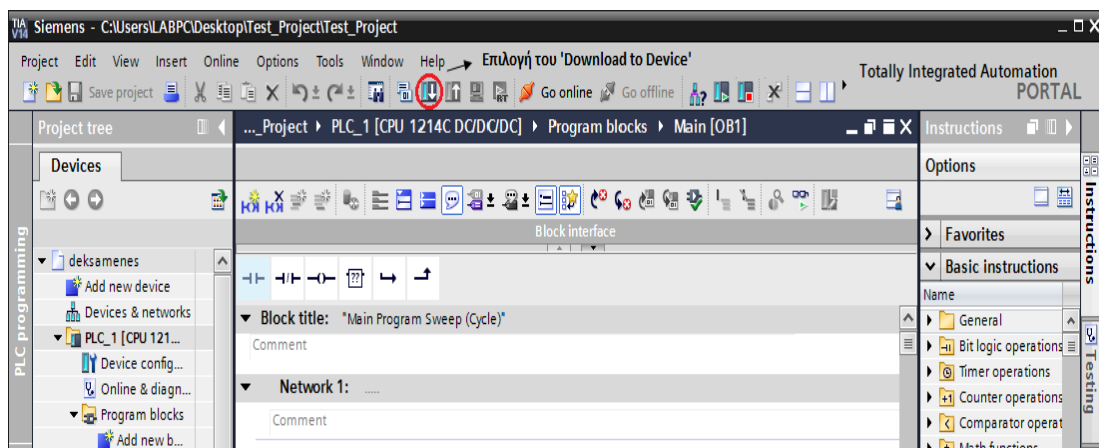 TIA V14 Siemens - C:\Users\LABPC\Desktop\Test_Project\Test_Project
Project Edit View Insert Online Options Tools Window Help Επιλογή του 'Download to Device'
Totally Integrated Automation
PORTAL
Save project Go online Go offline
Project tree
..._Project PLC_1 [CPU 1214C DC/DC/DC] Program blocks Main [OB1]
Instructions
Devices
Options
Block interface
Favorites
Basic instructions
Name
General
Bit logic operations
Timer operations
Counter operations
Comparator operat
Math functions
deksamenes
Add new device
Devices & networks
PLC_1 [CPU 121...
Device config...
Online & diagn...
Program blocks
Add new b...
??
Block title: "Main Program Sweep (Cycle)"
Comment
Network 1: .....
Comment
PLC programming
Instructions
Testing